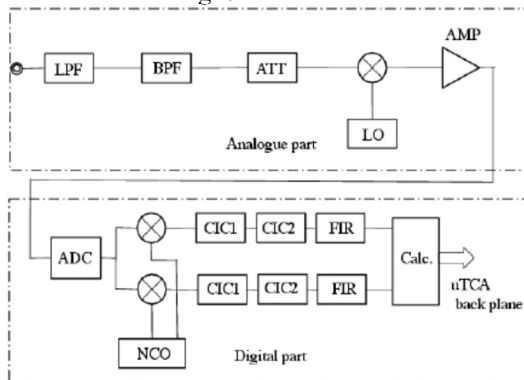 AMP
LPF
BPF
ATT
LO
Analogue part
ADC
CIC1
CIC2
FIR
Calc.
uTCA
back plane
CIC1
CIC2
FIR
NCO
Digital part